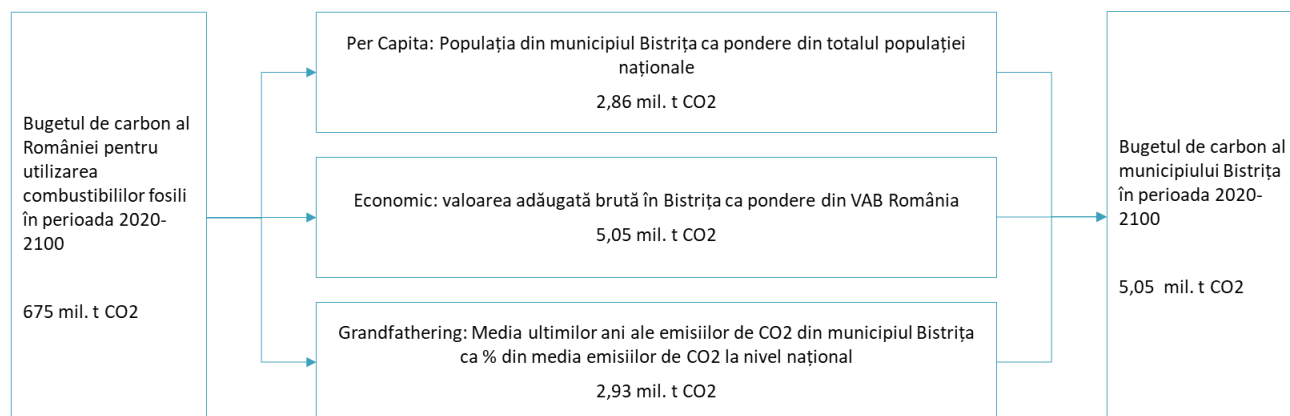 Bugetul de carbon al
României pentru
utilizarea
combustibililor fosili
în perioada 2020-
2100
675 mil. t CO2
Per Capita: Populația din municipiul Bistrița ca pondere din totalul populației
naționale
2,86 mil. t CO2
Economic: valoarea adăugată brută în Bistrița ca pondere din VAB România
5,05 mil. t CO2
Grandfathering: Media ultimilor ani ale emisiilor de CO2 din municipiul Bistrița
ca % din media emisiilor de CO2 la nivel național
2,93 mil. t CO2
Bugetul de carbon al
municipiului Bistrița
în perioada 2020-
2100
5,05 mil. t CO2